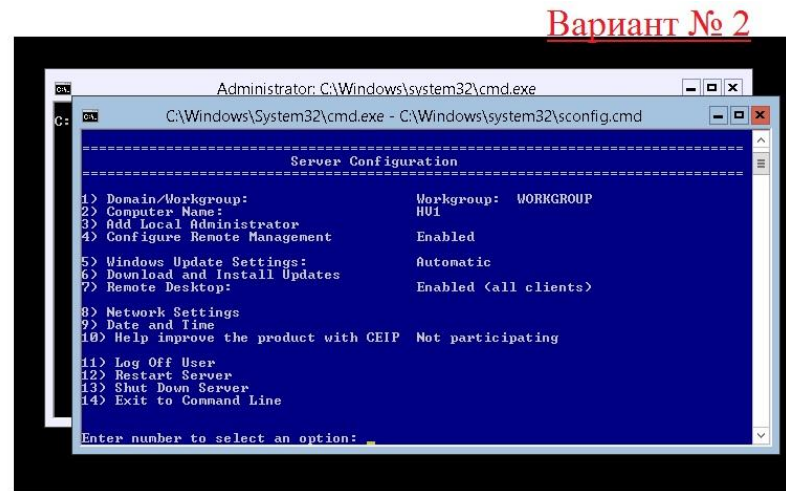 Вариант № 2
Administrator: C:\Windows\system32\cmd.exe
C:
C:\Windows\System32\cmd.exe - C:\Windows\system32\sconfig.cmd
===============================================================================
Server Configuration
===============================================================================
1) Domain/Workgroup: Workgroup: WORKGROUP
2) Computer Name: HV1
3) Add Local Administrator
4) Configure Remote Management Enabled
5) Windows Update Settings: Automatic
6) Download and Install Updates
7) Remote Desktop: Enabled (all clients)
8) Network Settings
9) Date and Time
10) Help improve the product with CEIP Not participating
11) Log Off User
12) Restart Server
13) Shut Down Server
14) Exit to Command Line
Enter number to select an option: _